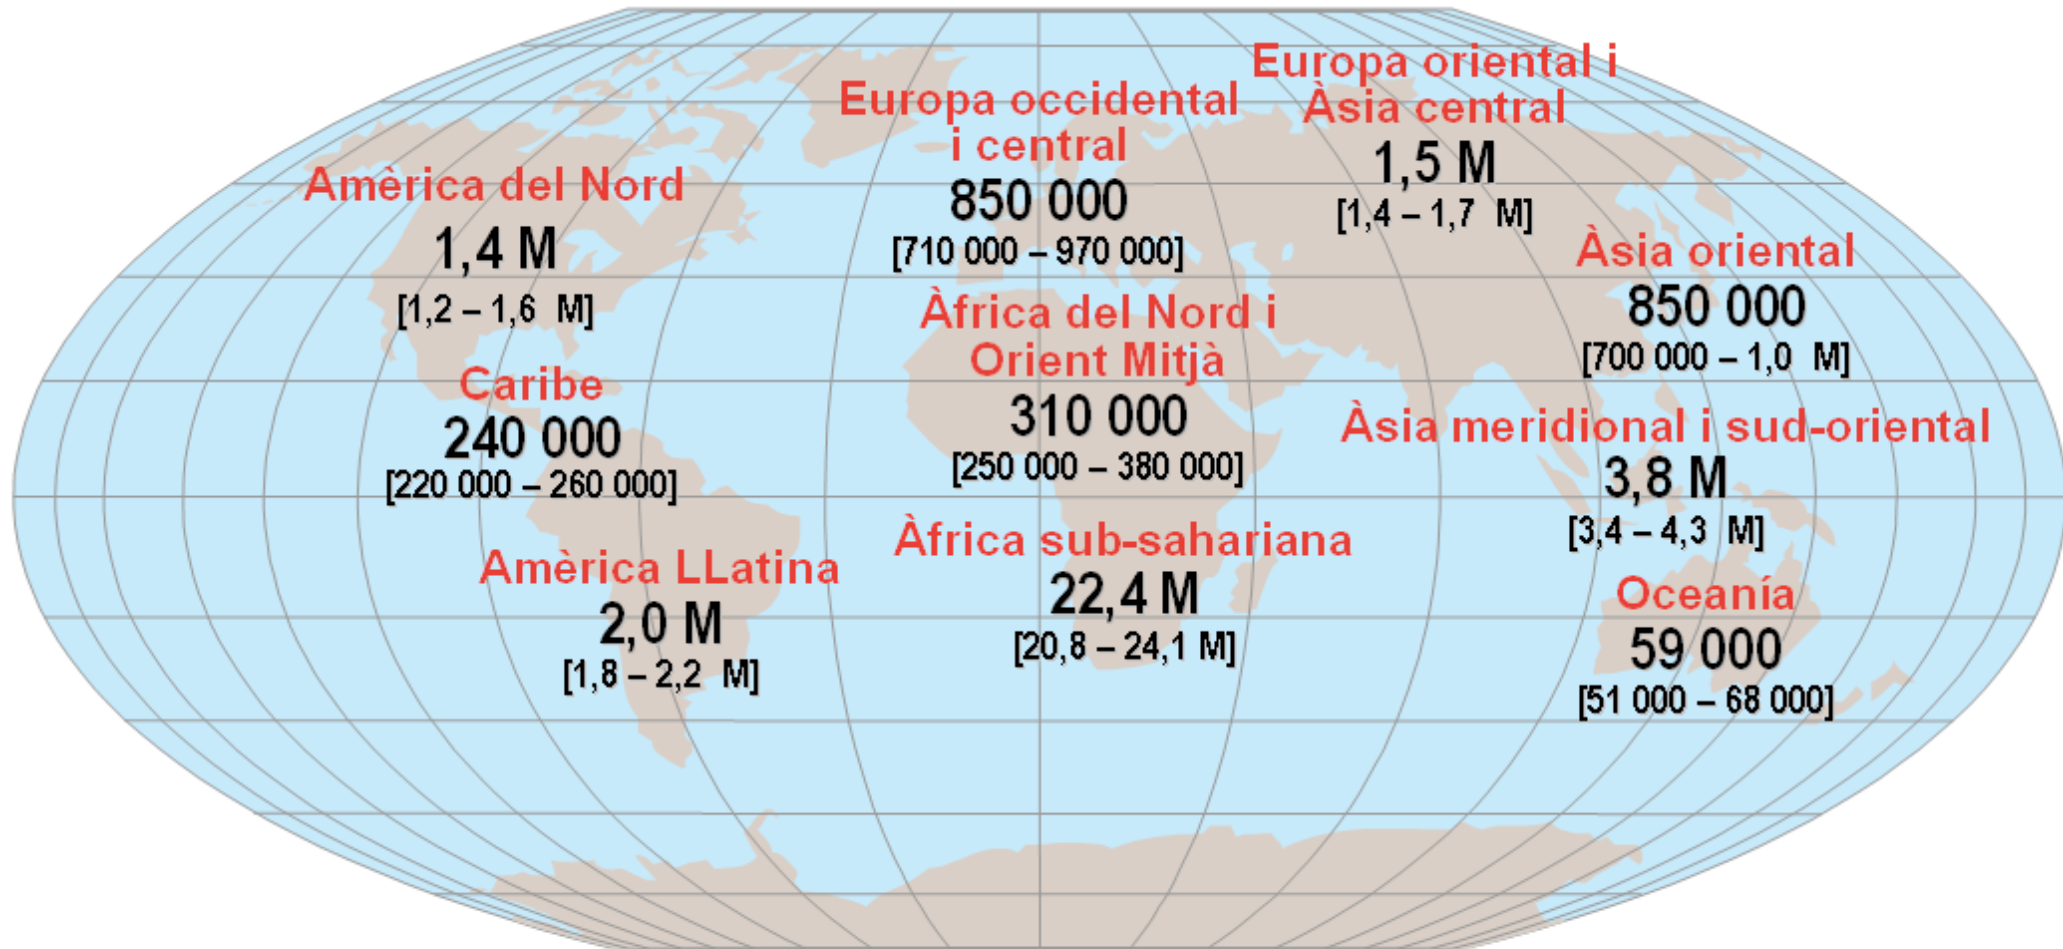 Europa oriental i
Àsia central
1,5 M
[1,4 – 1,7 M]
Europa occidental
i central
850 000
[710 000 – 970 000]
Amèrica del Nord
1,4 M
[1,2 – 1,6 M]
Àsia oriental
850 000
[700 000 – 1,0 M]
Àfrica del Nord i
Orient Mitjà
310 000
[250 000 – 380 000]
Caribe
240 000
[220 000 – 260 000]
Àsia meridional i sud-oriental
3,8 M
[3,4 – 4,3 M]
Àfrica sub-sahariana
22,4 M
[20,8 – 24,1 M]
Amèrica LLatina
2,0 M
[1,8 – 2,2 M]
Oceanía
59 000
[51 000 – 68 000]